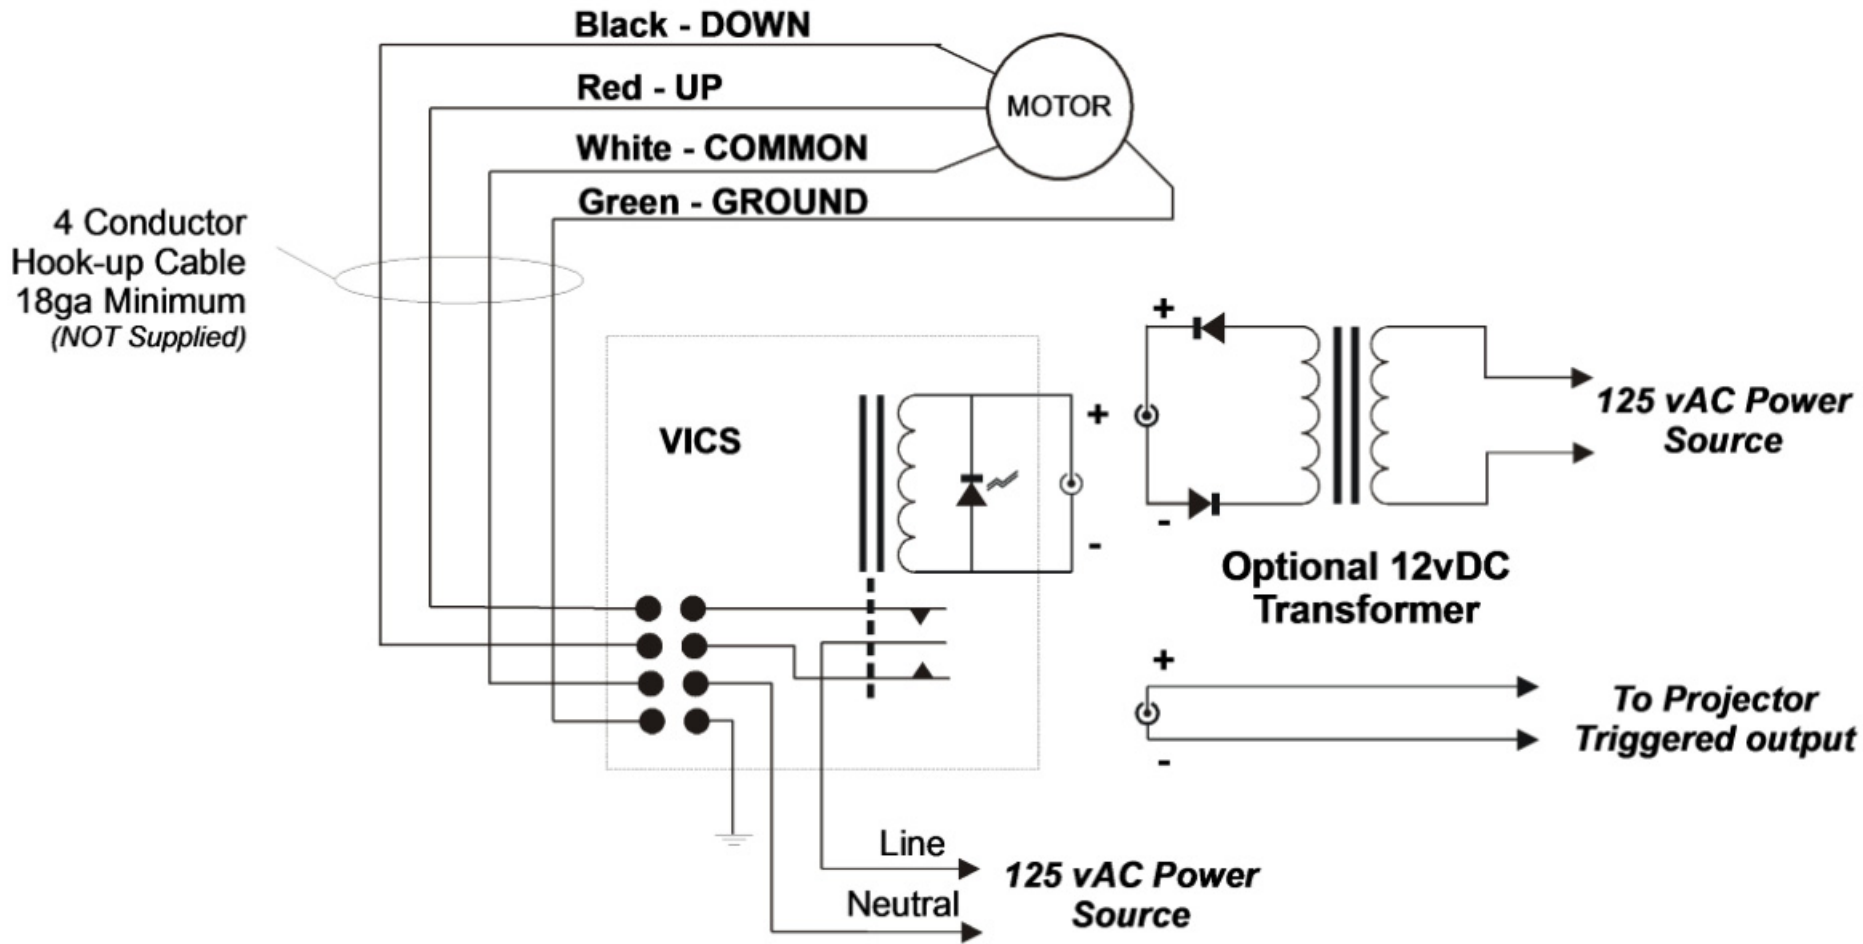 Black - DOWN
Red - UP
MOTOR
White - COMMON
Green - GROUND
4 Conductor
Hook-up Cable
18ga Minimum
(NOT Supplied)
+
-
125 vAC Power
Source
VICS
+
-
Optional 12vDC
Transformer
+
-
To Projector
Triggered output
Line
Neutral
125 vAC Power
Source